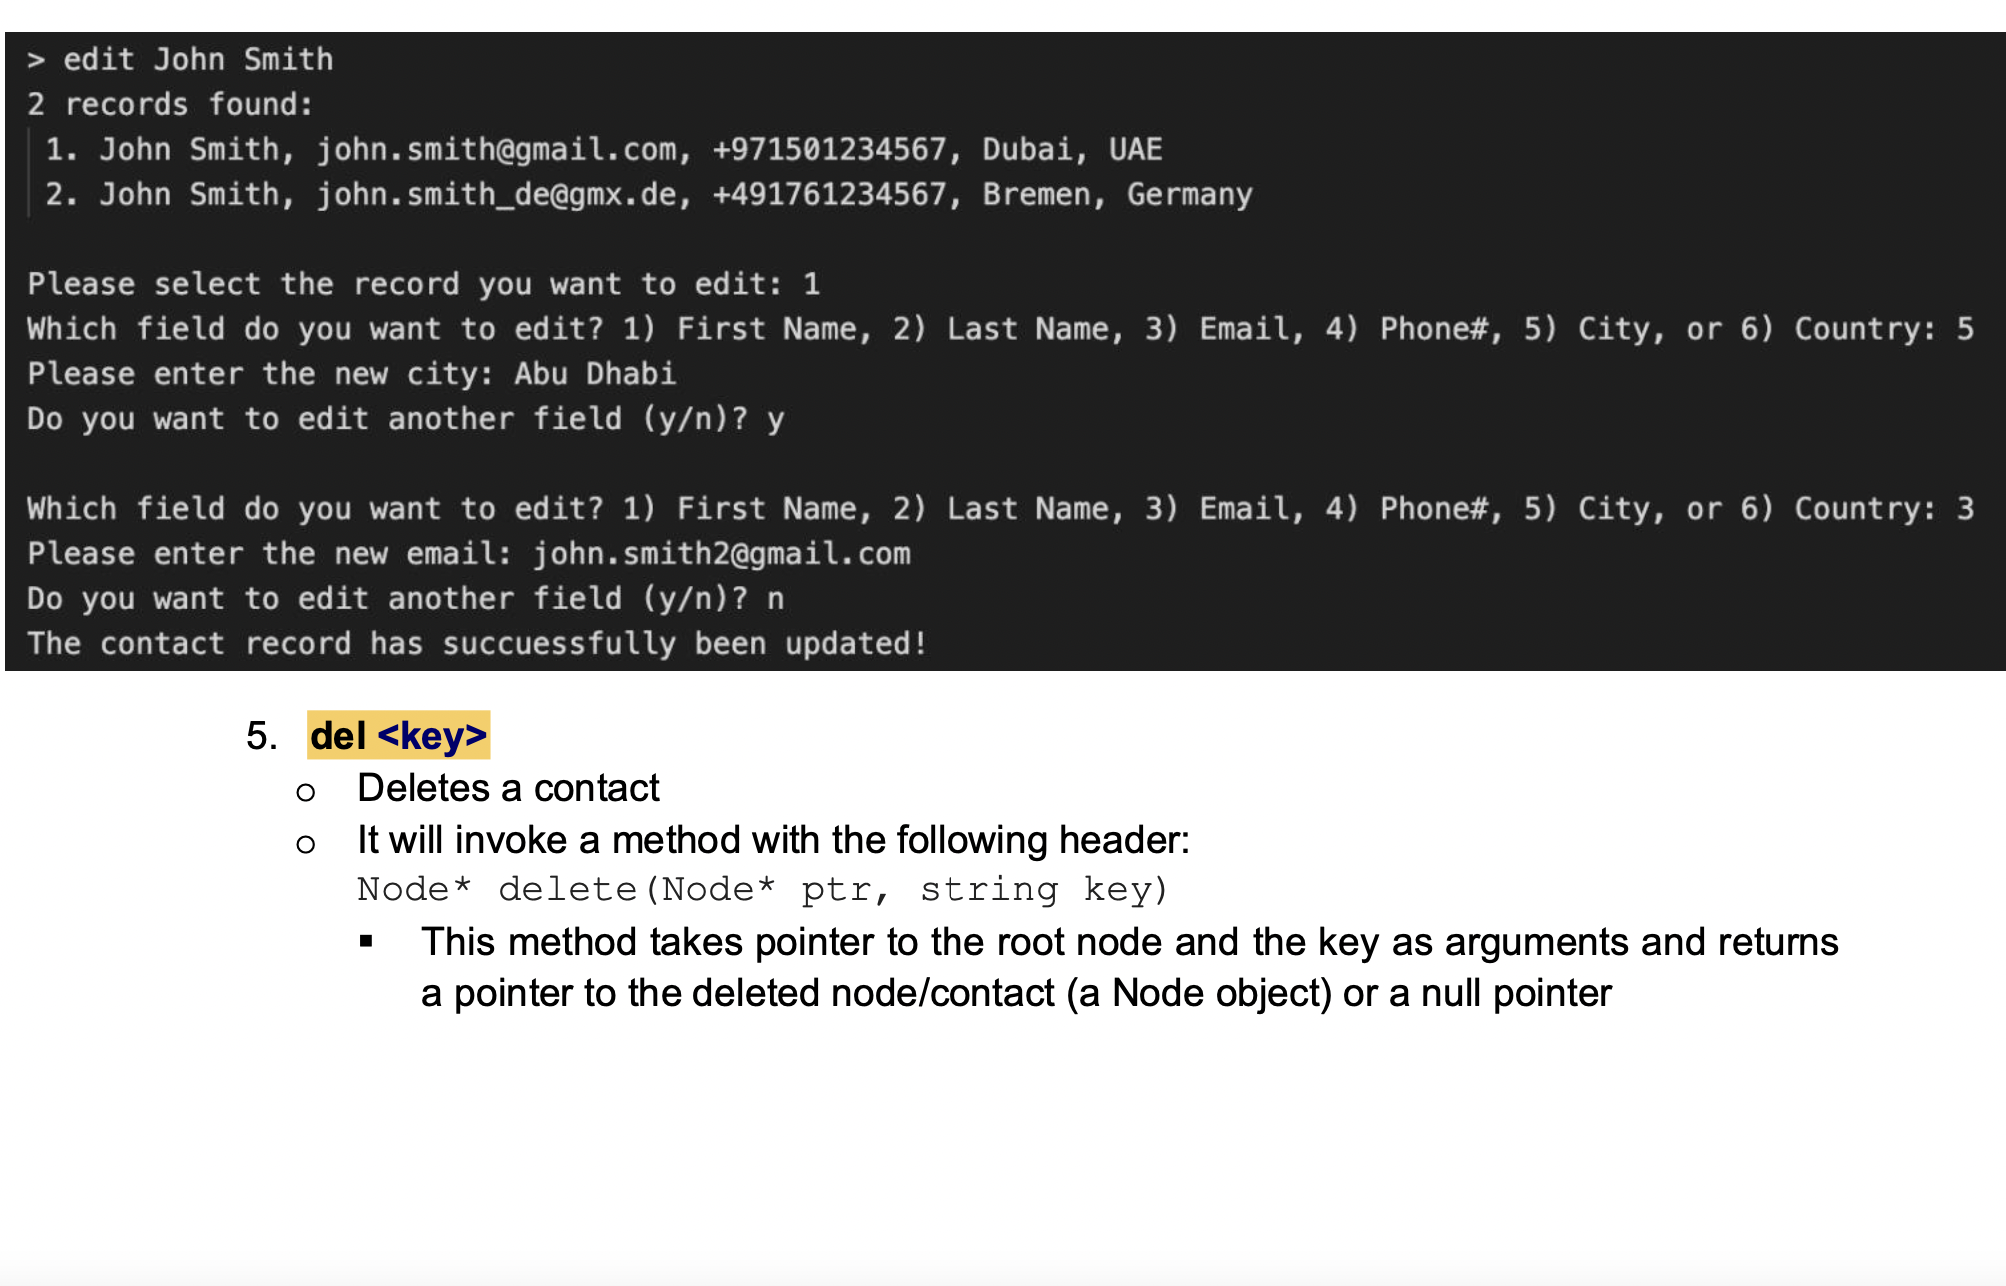 > edit John Smith
2 records found:
1. John Smith, john.smith@gmail.com, +971501234567, Dubai, UAE
2. John Smith, john.smith_de@gmx.de, +491761234567, Bremen, Germany
Please select the record you want to edit: 1
Which field do you want to edit? 1) First Name, 2) Last Name, 3) Email, 4) Phone#, 5) City, or 6) Country: 5
Please enter the new city: Abu Dhabi
Do you want to edit another field (y/n)? y
Which field do you want to edit? 1) First Name, 2) Last Name, 3) Email, 4) Phone#, 5) City, or 6) Country: 3
Please enter the new email: john.smith2@gmail.com
Do you want to edit another field (y/n)? n
The contact record has succuessfully been updated!
5. del <key>
o Deletes a contact
o It will invoke a method with the following header:
Node* delete(Node* ptr, string key)
▪ This method takes pointer to the root node and the key as arguments and returns
a pointer to the deleted node/contact (a Node object) or a null pointer